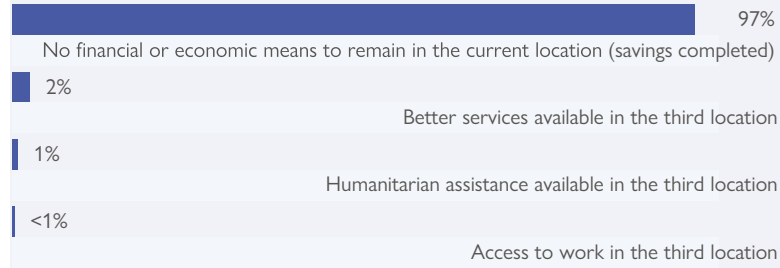 97%
No financial or economic means to remain in the current location (savings completed)
2%
Better services available in the third location
1%
Humanitarian assistance available in the third location
<1%
Access to work in the third location